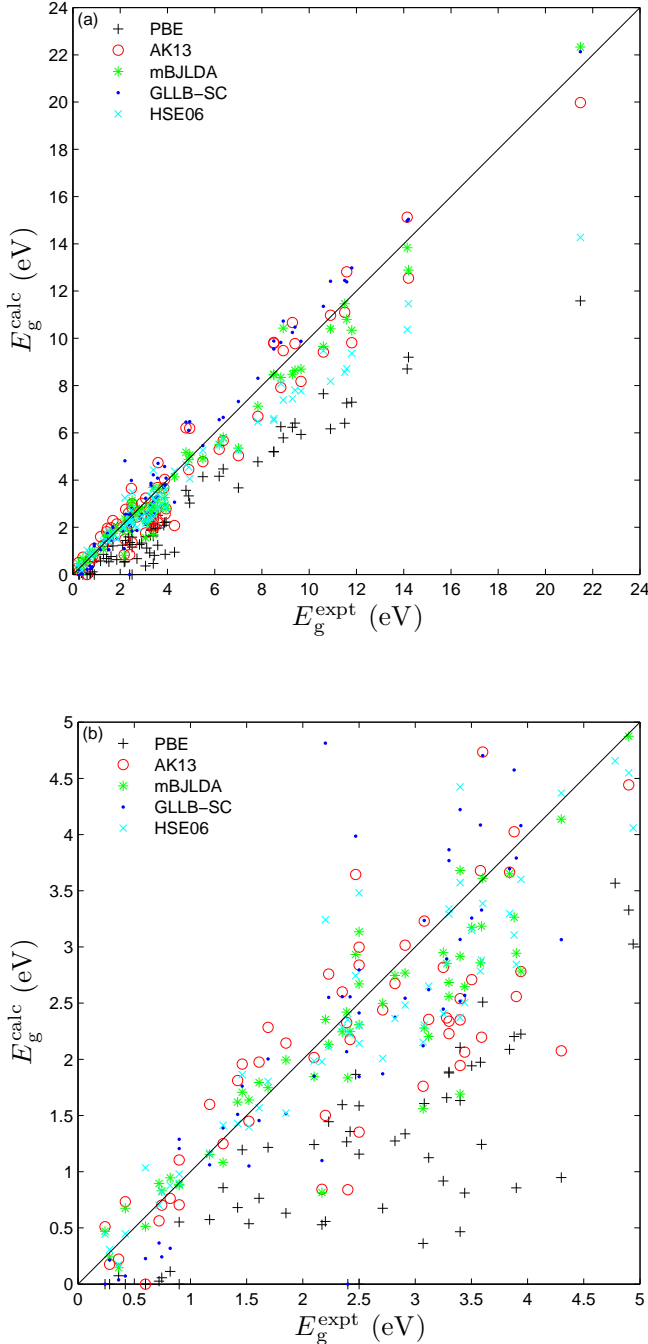 24
22
20
18
16
14
12
10
8
6
4
2
0
E_g^calc (eV)
(a)
PBE
AK13
mBJLDA
GLLB−SC
HSE06
0 2 4 6 8 10 12 14 16 18 20 22 24
E_g^expt (eV)
5
4.5
4
3.5
3
2.5
2
1.5
1
0.5
0
E_g^calc (eV)
(b)
PBE
AK13
mBJLDA
GLLB−SC
HSE06
0 0.5 1 1.5 2 2.5 3 3.5 4 4.5 5
E_g^expt (eV)